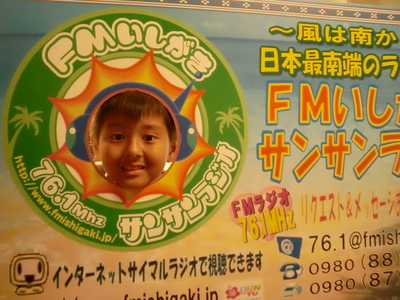 FMいしがき
サンサンラジオ
76.1Mhz
http://www.fmishigaki.jp/
～風は南か
日本最南端のラ
FMいしが
サンサンラ
FMラジオ
76.1MHz
リクエスト&メッセー
76.1@fmish
0980 (88)
0980 (87)
インターネットサイマルラジオで視聴できます
fmishigaki.jp